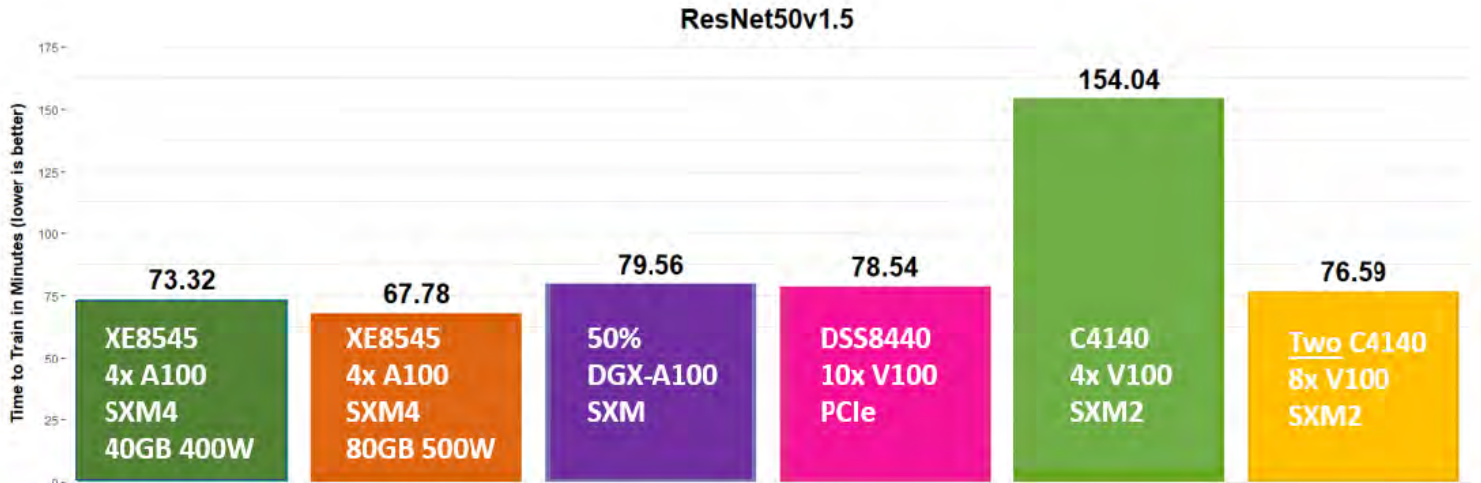 ResNet50v1.5
Time to Train in Minutes (lower is better)
175
150
125
100
75
50
25
0
73.32
XE8545
4x A100
SXM4
40GB 400W
67.78
XE8545
4x A100
SXM4
80GB 500W
79.56
50%
DGX-A100
SXM
78.54
DSS8440
10x V100
PCIe
154.04
C4140
4x V100
SXM2
76.59
Two C4140
8x V100
SXM2